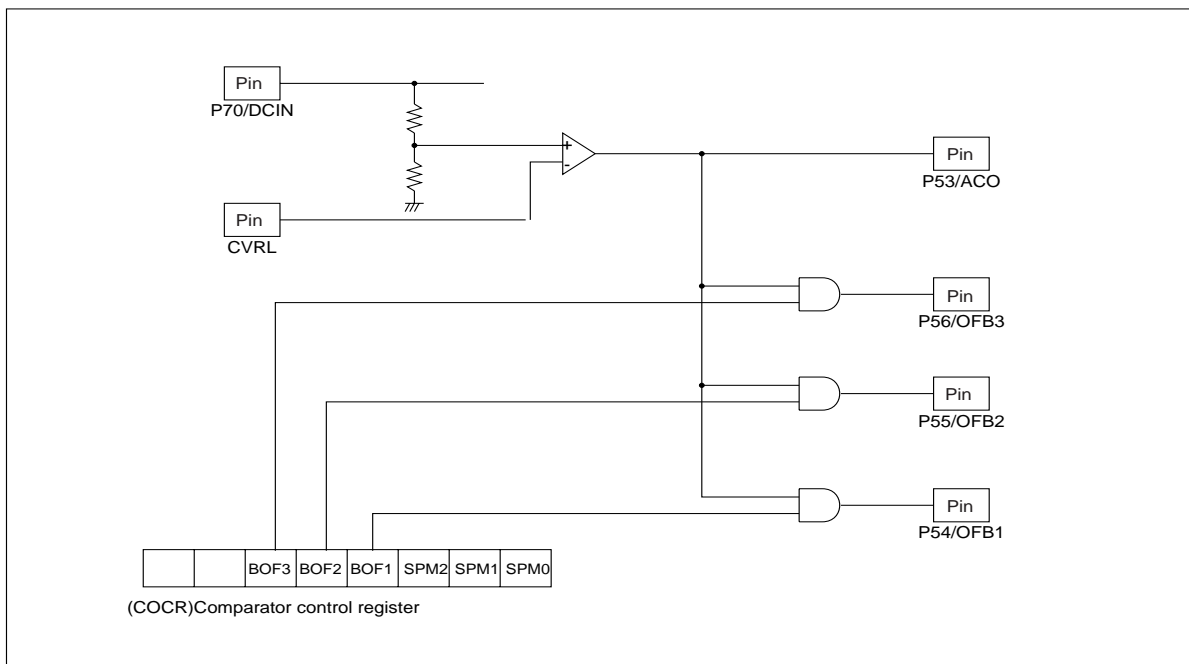 Pin
P70/DCIN
+
-
Pin
P53/ACO
Pin
CVRL
Pin
P56/OFB3
Pin
P55/OFB2
Pin
P54/OFB1
BOF3 BOF2 BOF1 SPM2 SPM1 SPM0
(COCR)Comparator control register